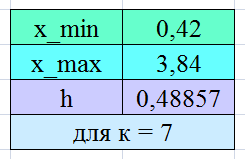 x_min 0,42
x_max 3,84
h 0,48857
для к = 7